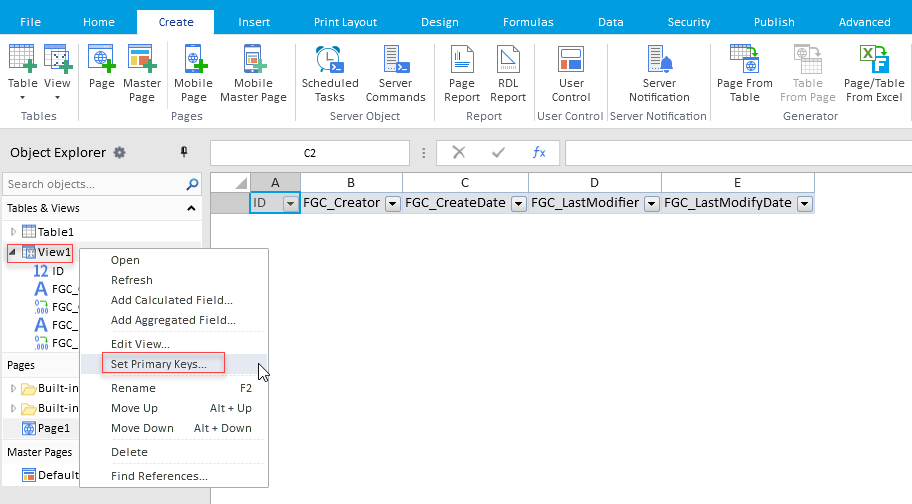 File Home Create Insert Print Layout Design Formulas Data Security Publish Advanced
Table View Page Master Page Mobile Page Mobile Master Page Scheduled Tasks Server Commands Page Report RDL Report User Control Server Notification Page From Table Table From Page Page/Table From Excel
Tables Pages Server Object Report User Control Server Notification Generator
Object Explorer
C2
fx
Search objects...
A B C D E
ID FGC_Creator FGC_CreateDate FGC_LastModifier FGC_LastModifyDate
Tables & Views
Table1
View1
12 ID
A FGC_
FGC_
A FGC_
FGC_
Open
Refresh
Add Calculated Field...
Add Aggregated Field...
Edit View...
Set Primary Keys...
Rename F2
Move Up Alt + Up
Move Down Alt + Down
Delete
Find References...
Pages
Built-in
Built-in
Page1
Master Pages
Default